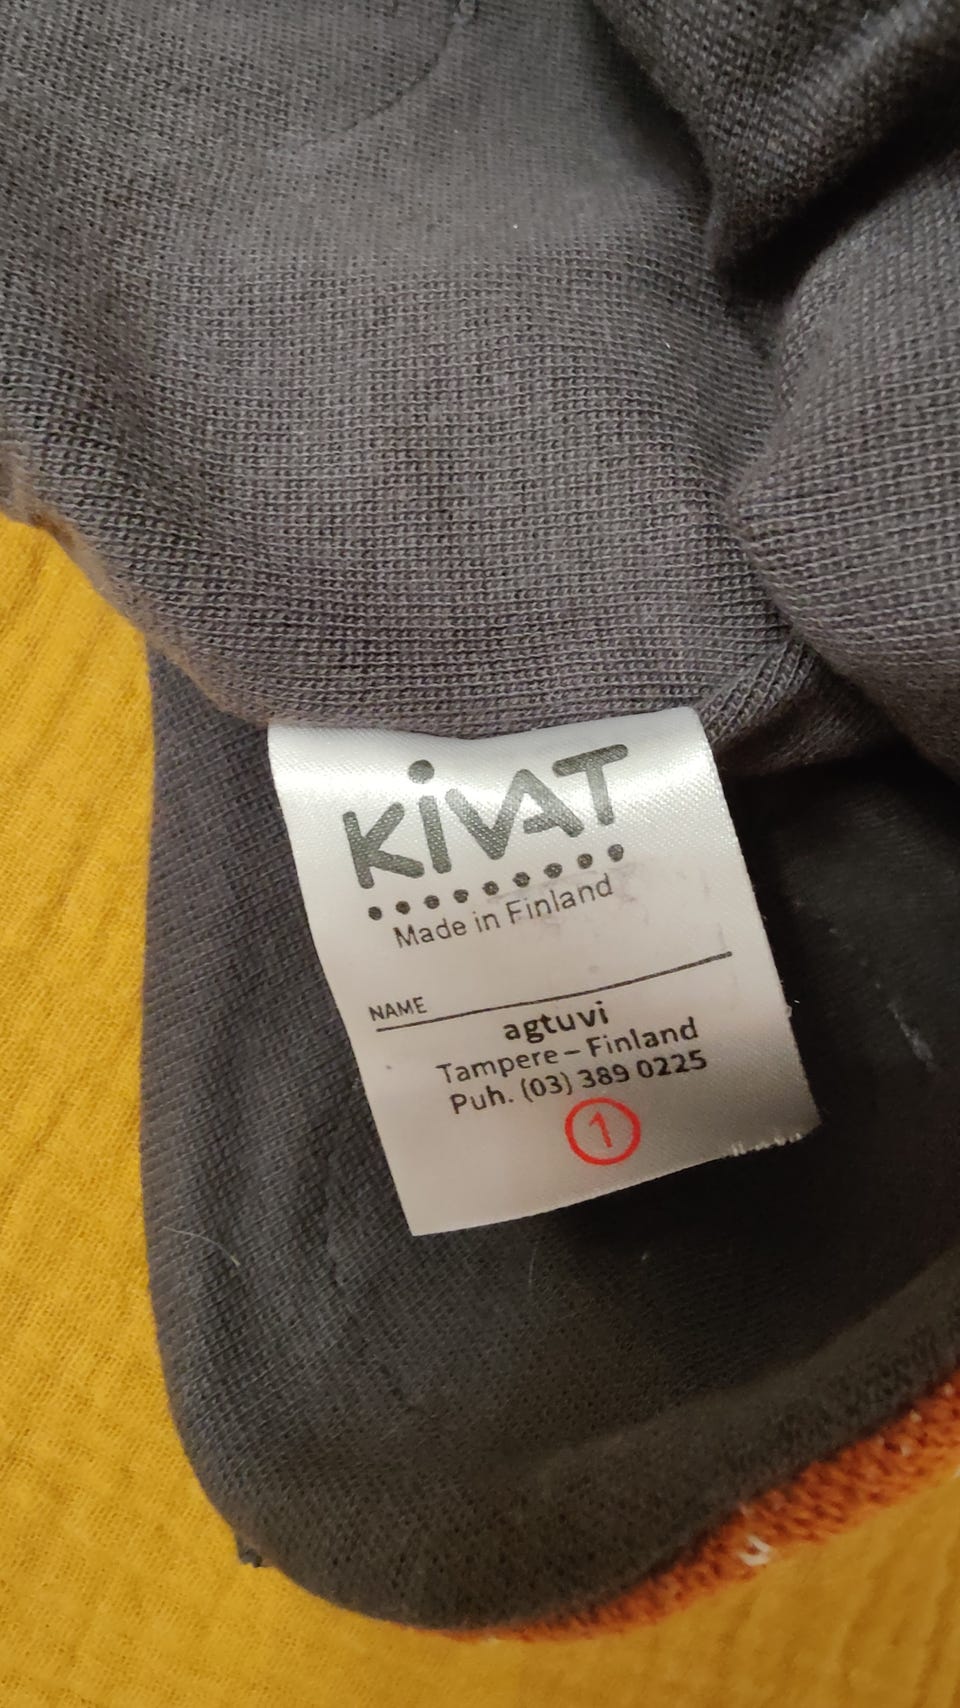 KiVAT
Made in Finland
NAME
agtuvi
Tampere – Finland
Puh. (03) 389 0225
1